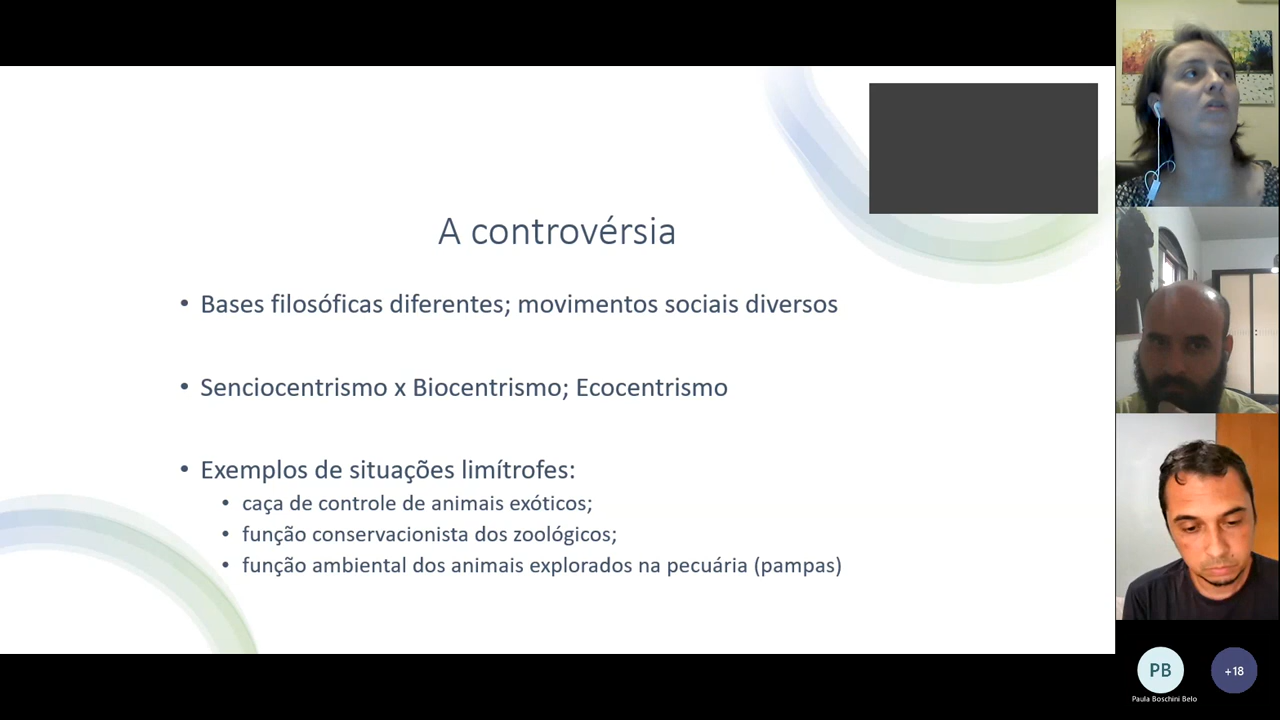 A controvérsia
• Bases filosóficas diferentes; movimentos sociais diversos
• Senciocentrismo x Biocentrismo; Ecocentrismo
• Exemplos de situações limítrofes:
• caça de controle de animais exóticos;
• função conservacionista dos zoológicos;
• função ambiental dos animais explorados na pecuária (pampas)
PB
+18
Paula Boschini Belo